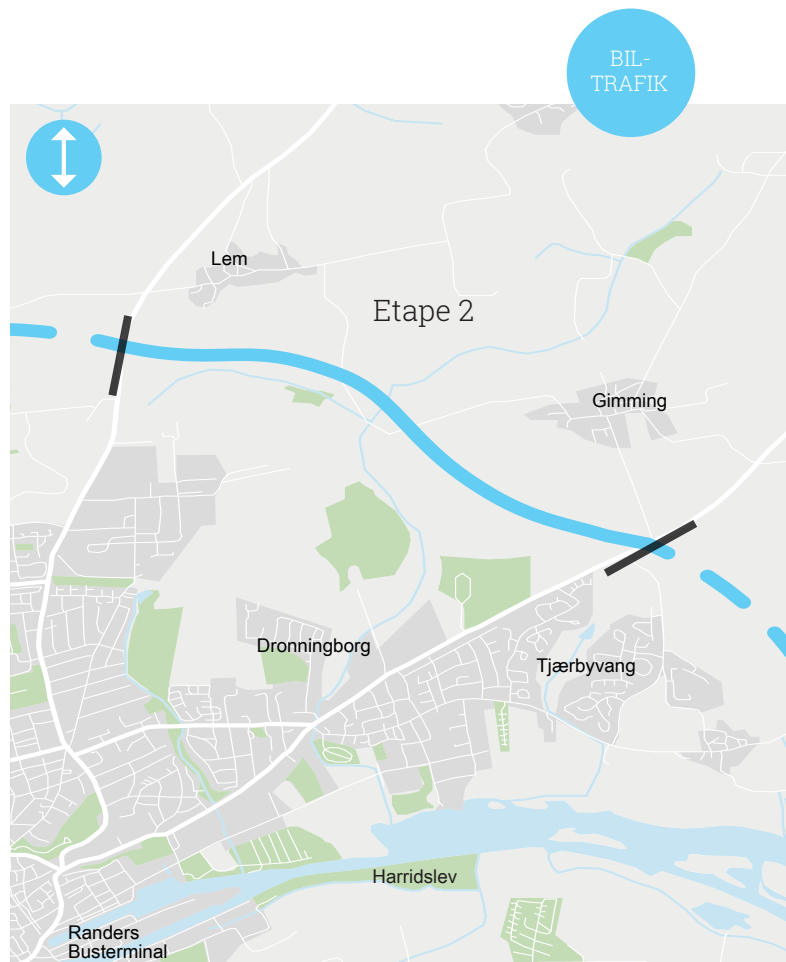 BIL-
TRAFIK
Lem
Etape 2
Gimming
Dronningborg
Tjærbyvang
Harridslev
Randers
Busterminal